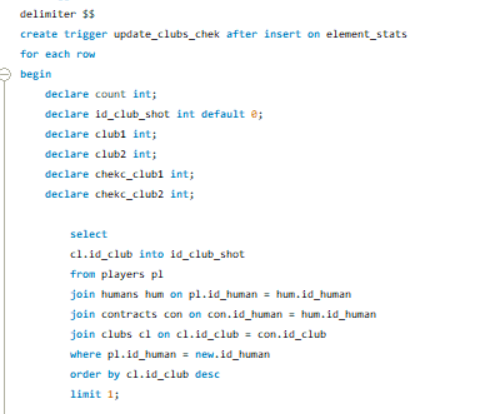 delimiter $$
create trigger update_clubs_chek after insert on element_stats
for each row
begin
declare count int;
declare id_club_shot int default 0;
declare club1 int;
declare club2 int;
declare chekc_club1 int;
declare chekc_club2 int;
select
cl.id_club into id_club_shot
from players pl
join humans hum on pl.id_human = hum.id_human
join contracts con on con.id_human = hum.id_human
join clubs cl on cl.id_club = con.id_club
where pl.id_human = new.id_human
order by cl.id_club desc
limit 1;